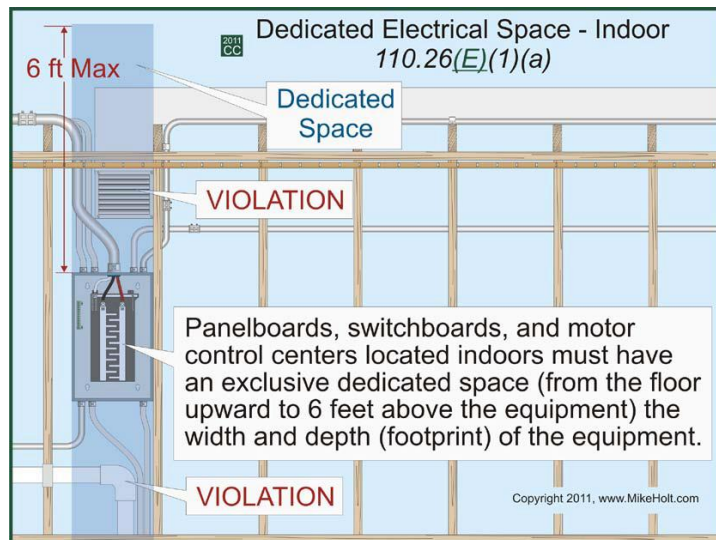 2011
CC
Dedicated Electrical Space - Indoor
110.26(E)(1)(a)
6 ft Max
Dedicated
Space
VIOLATION
Panelboards, switchboards, and motor
control centers located indoors must have
an exclusive dedicated space (from the floor
upward to 6 feet above the equipment) the
width and depth (footprint) of the equipment.
VIOLATION
Copyright 2011, www.MikeHolt.com